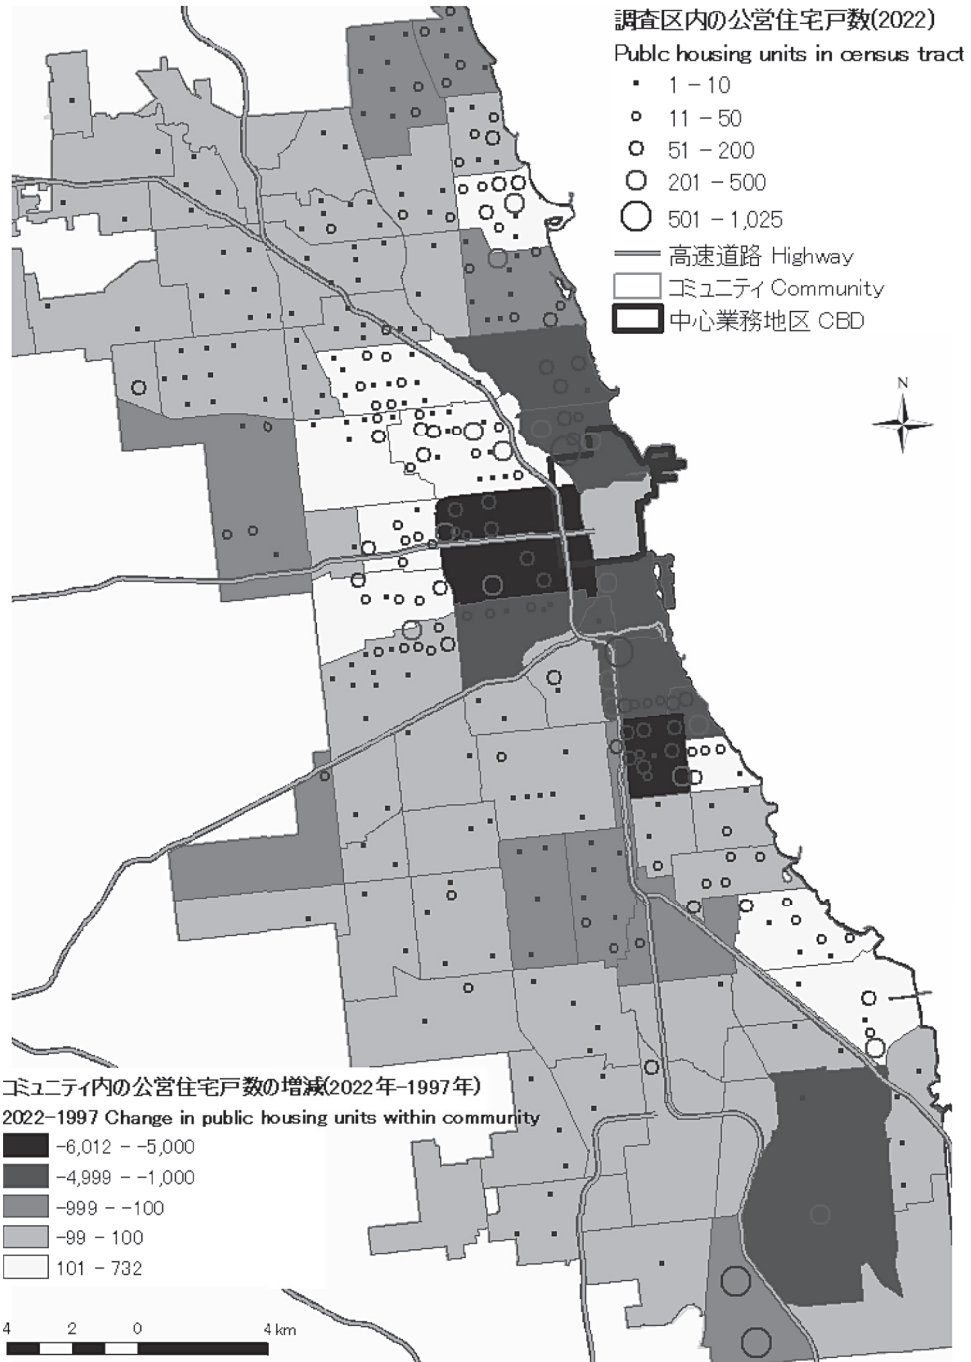 調査区内の公営住宅戸数(2022)
Publc housing units in census tract
1 - 10
11 - 50
51 - 200
201 - 500
501 - 1,025
高速道路 Highway
コミュニティ Community
中心業務地区 CBD
N
コミュニティ内の公営住宅戸数の増減(2022年-1997年)
2022-1997 Change in public housing units within community
-6,012 - -5,000
-4,999 - -1,000
-999 - -100
-99 - 100
101 - 732
4 2 0 4 km